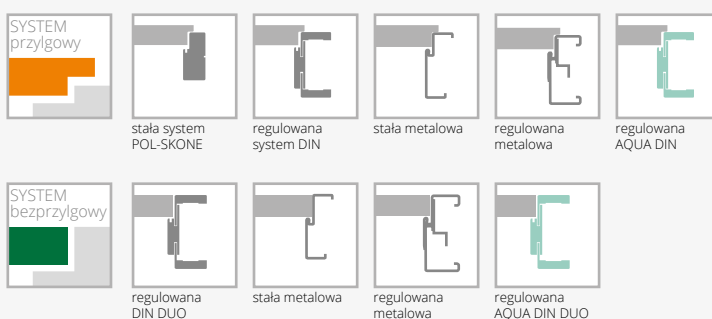 SYSTEM
przylgowy
stała system
POL-SKONE
regulowana
system DIN
stała metalowa
regulowana
metalowa
regulowana
AQUA DIN
SYSTEM
bezprzylgowy
regulowana
DIN DUO
stała metalowa
regulowana
metalowa
regulowana
AQUA DIN DUO